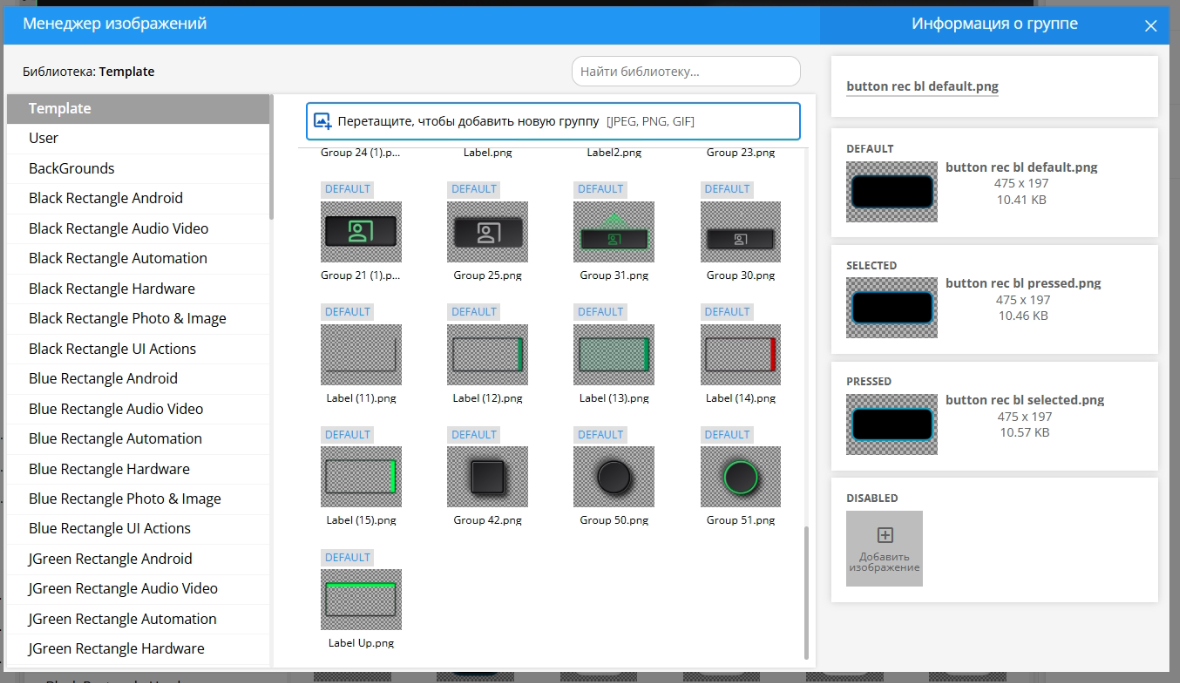 Менеджер изображений
Информация о группе
Библиотека: Template
Найти библиотеку...
Template
User
BackGrounds
Black Rectangle Android
Black Rectangle Audio Video
Black Rectangle Automation
Black Rectangle Hardware
Black Rectangle Photo & Image
Black Rectangle UI Actions
Blue Rectangle Android
Blue Rectangle Audio Video
Blue Rectangle Automation
Blue Rectangle Hardware
Blue Rectangle Photo & Image
Blue Rectangle UI Actions
JGreen Rectangle Android
JGreen Rectangle Audio Video
JGreen Rectangle Automation
JGreen Rectangle Hardware
Перетащите, чтобы добавить новую группу [JPEG, PNG, GIF]
Group 24 (1).p... Label.png Label2.png Group 23.png
DEFAULT DEFAULT DEFAULT DEFAULT
Group 21 (1).p... Group 25.png Group 31.png Group 30.png
DEFAULT DEFAULT DEFAULT DEFAULT
Label (11).png Label (12).png Label (13).png Label (14).png
DEFAULT DEFAULT DEFAULT DEFAULT
Label (15).png Group 42.png Group 50.png Group 51.png
DEFAULT
Label Up.png
button rec bl default.png
DEFAULT
button rec bl default.png
475 x 197
10.41 KB
SELECTED
button rec bl pressed.png
475 x 197
10.46 KB
PRESSED
button rec bl selected.png
475 x 197
10.57 KB
DISABLED
Добавить
изображение